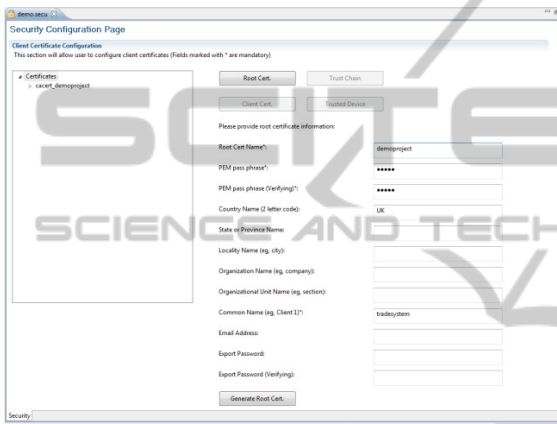 demo.secu
Security Configuration Page
Client Certificate Configuration
This section will allow user to configure client certificates (Fields marked with * are mandatory)
Certificates
cacert_demoproject
Root Cert.
Trust Chain
Client Cert.
Trusted Device
Please provide root certificate information:
Root Cert Name*:
demoproject
PEM pass phrase*:
•••••
PEM pass phrase (Verifying)*:
•••••
Country Name (2 letter code):
UK
State or Province Name:
Locality Name (eg, city):
Organization Name (eg, company):
Organizational Unit Name (eg, section):
Common Name (eg, Client 1)*:
tradesystem
Email Address:
Export Password:
Export Password (Verifying):
Generate Root Cert.
Security
SCITE
SCIENCE AND TECH